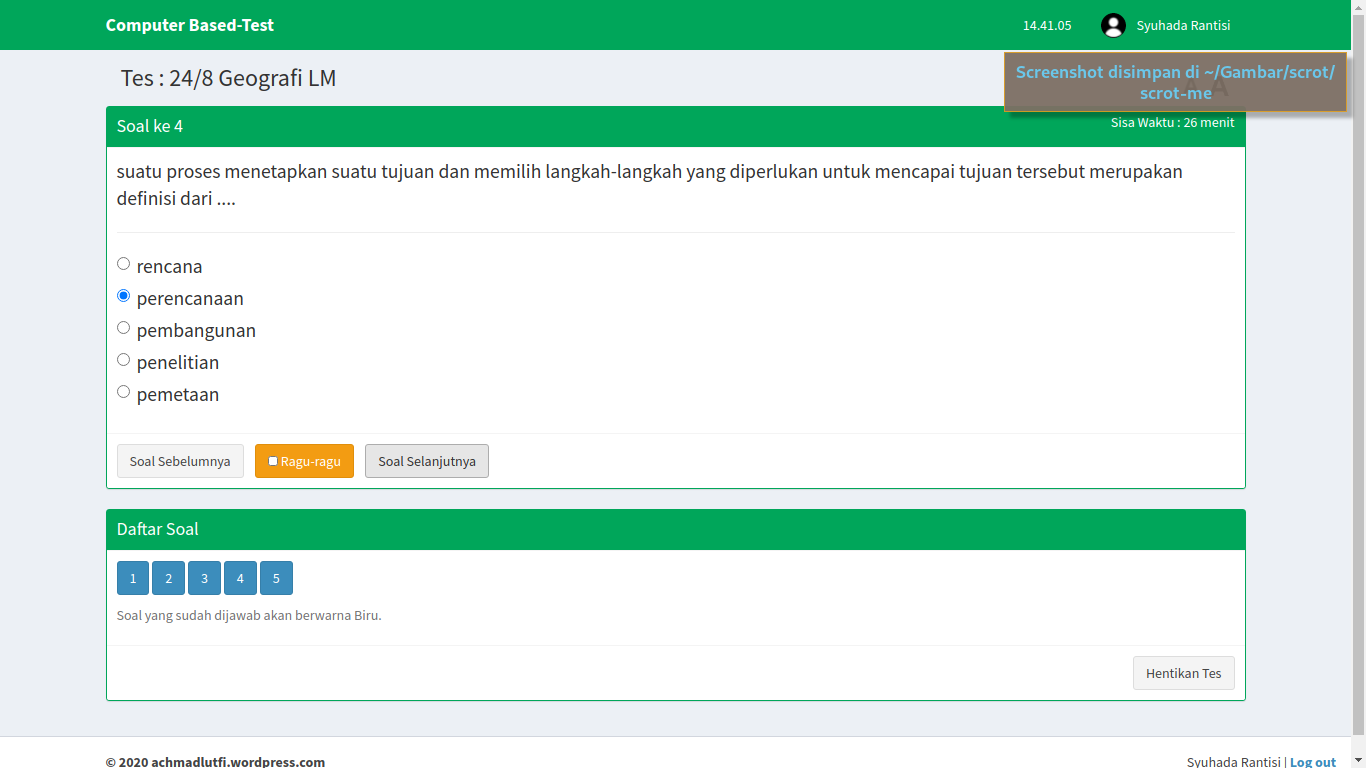 Computer Based-Test
14.41.05
Syuhada Rantisi
Tes : 24/8 Geografi LM
Screenshot disimpan di ~/Gambar/scrot/
scrot-me
A A
Soal ke 4
Sisa Waktu : 26 menit
suatu proses menetapkan suatu tujuan dan memilih langkah-langkah yang diperlukan untuk mencapai tujuan tersebut merupakan
definisi dari ....
rencana
perencanaan
pembangunan
penelitian
pemetaan
Soal Sebelumnya
Ragu-ragu
Soal Selanjutnya
Daftar Soal
1 2 3 4 5
Soal yang sudah dijawab akan berwarna Biru.
Hentikan Tes
© 2020 achmadlutfi.wordpress.com
Syuhada Rantisi | Log out